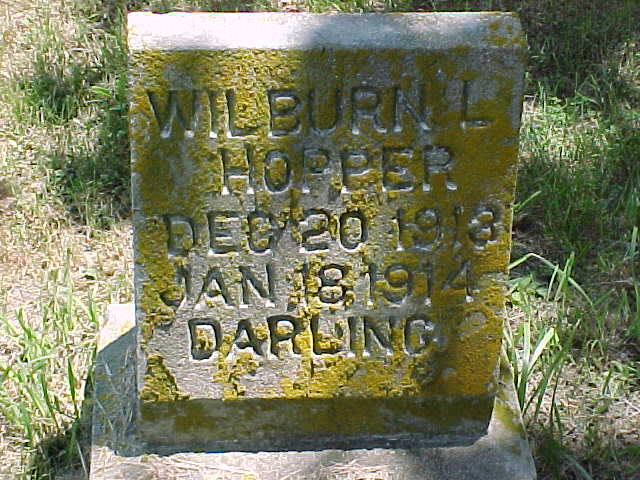 WILBURN L
HOPPER
DEC 20 1913
JAN 18 1914
DARLING